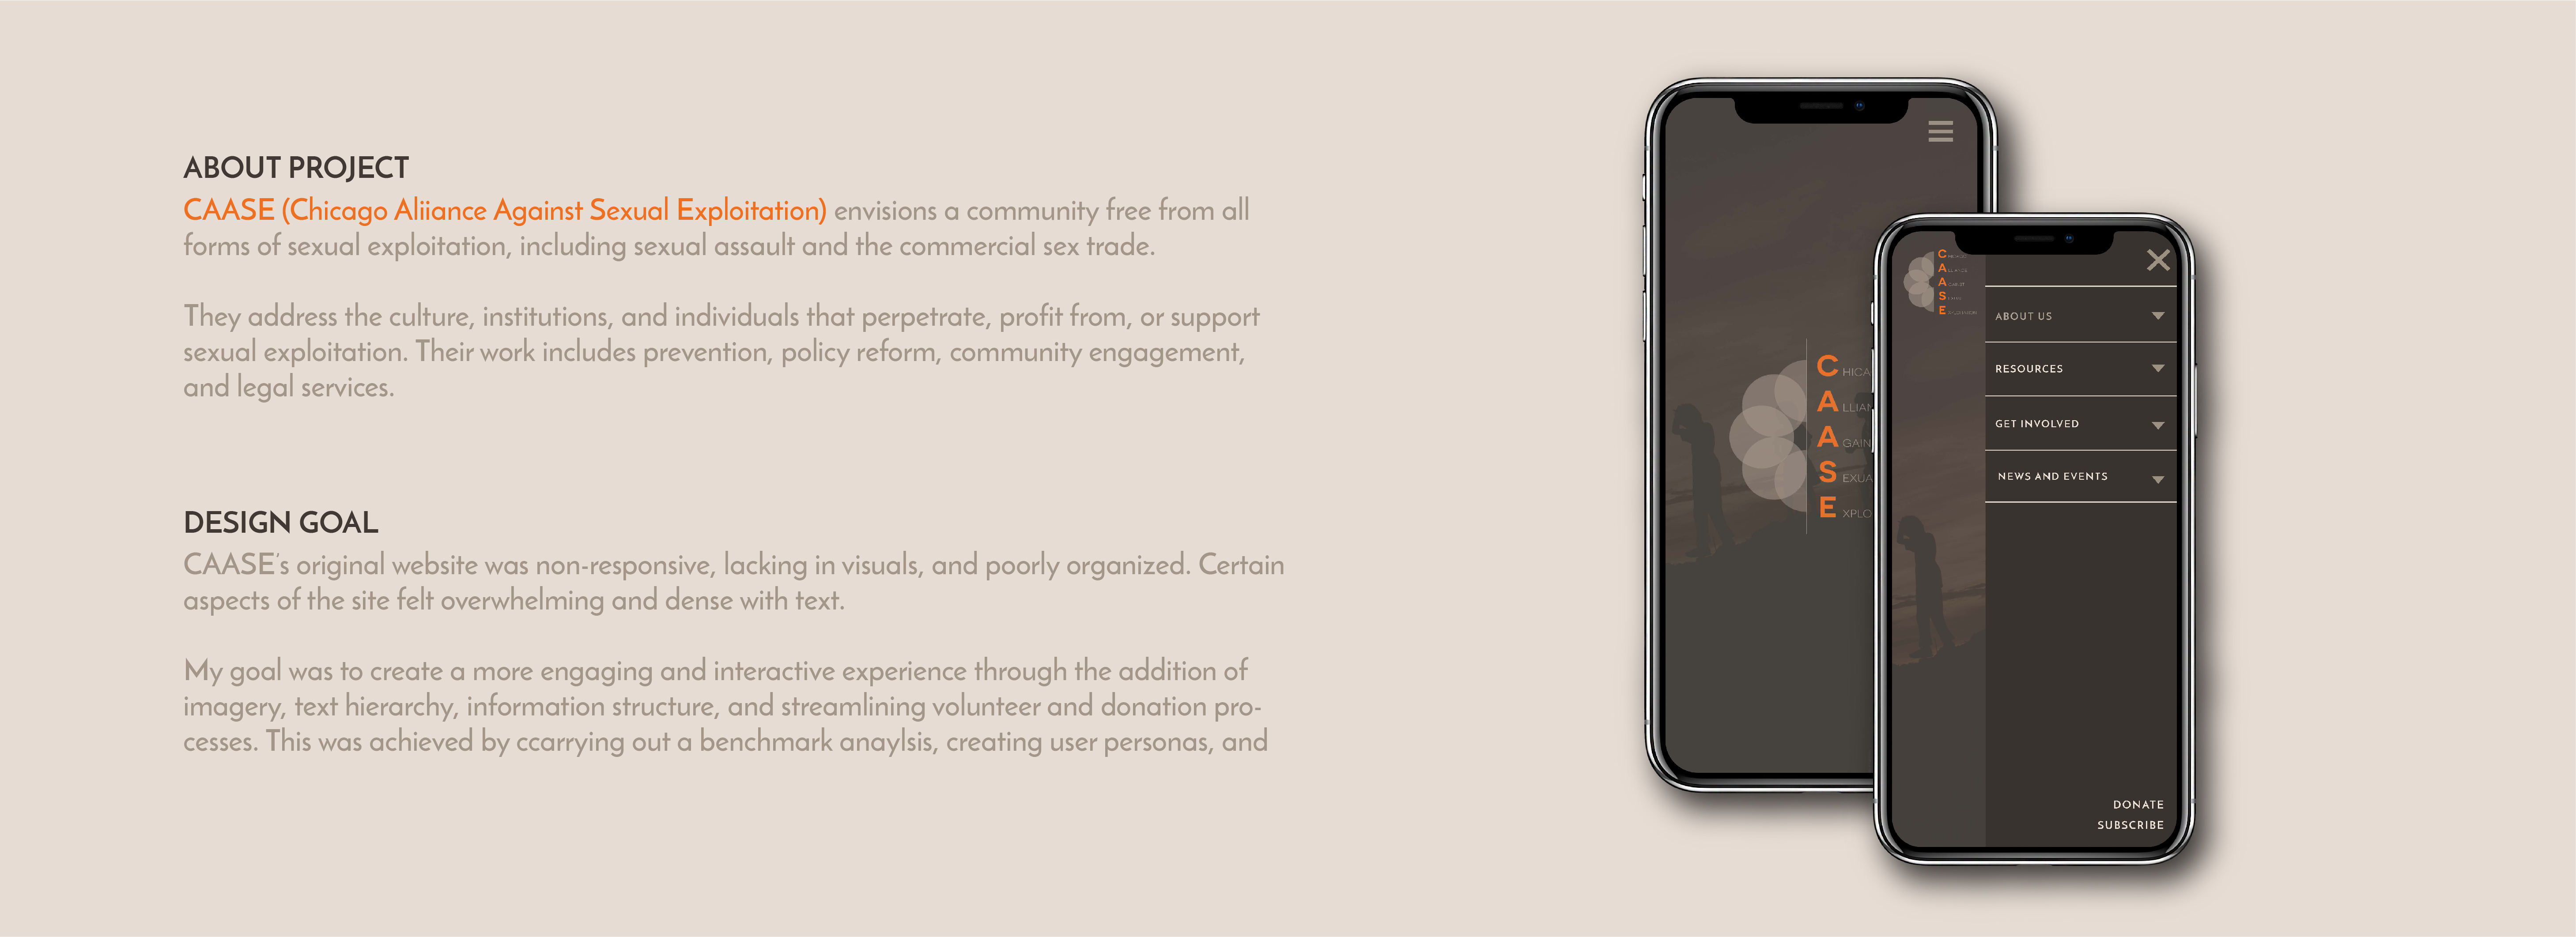 ABOUT PROJECT
CAASE (Chicago Aliiance Against Sexual Exploitation) envisions a community free from all
forms of sexual exploitation, including sexual assault and the commercial sex trade.
They address the culture, institutions, and individuals that perpetrate, profit from, or support
sexual exploitation. Their work includes prevention, policy reform, community engagement,
and legal services.
DESIGN GOAL
CAASE's original website was non-responsive, lacking in visuals, and poorly organized. Certain
aspects of the site felt overwhelming and dense with text.
My goal was to create a more engaging and interactive experience through the addition of
imagery, text hierarchy, information structure, and streamlining volunteer and donation pro-
cesses. This was achieved by ccarrying out a benchmark anaylsis, creating user personas, and
C HICA
A LLIAN
A GAIN
S EXUA
E XPLO
C
A
A
S
E
ABOUT US
RESOURCES
GET INVOLVED
NEWS AND EVENTS
DONATE
SUBSCRIBE